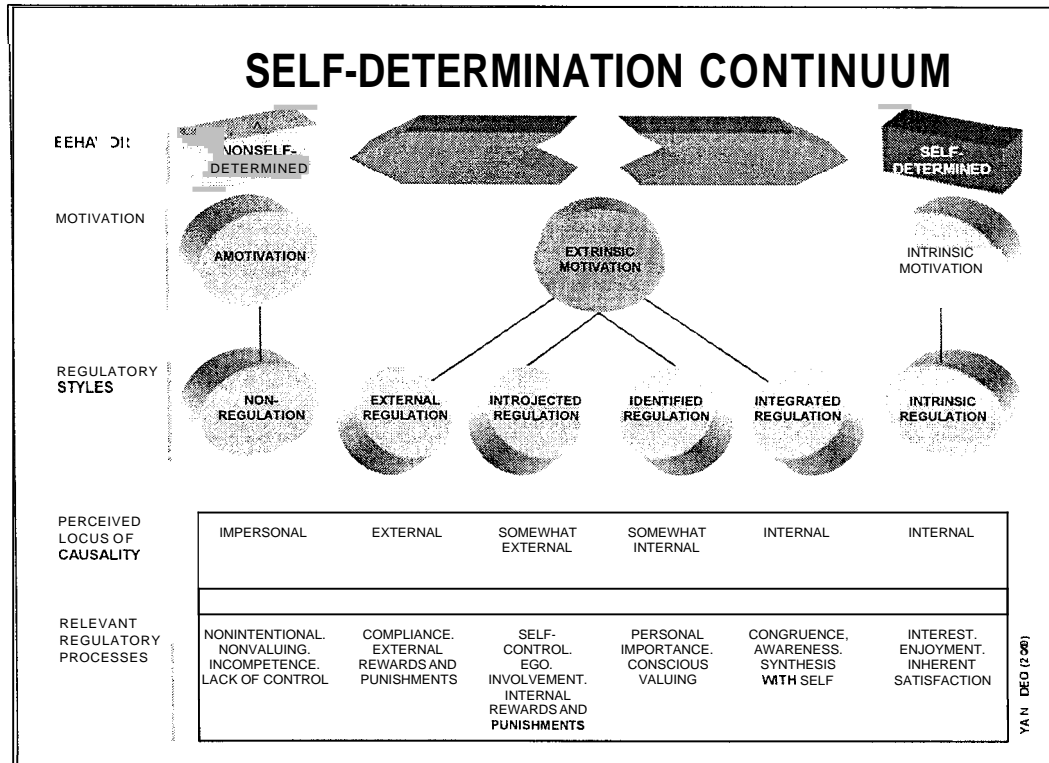 SELF-DETERMINATION CONTINUUM
NONSELF-
DETERMINED
SELF-
DETERMINED
MOTIVATION
AMOTIVATION
EXTRINSIC
MOTIVATION
INTRINSIC
MOTIVATION
REGULATORY
STYLES
NON-
REGULATION
EXTERNAL
REGULATION
INTROJECTED
REGULATION
IDENTIFIED
REGULATION
INTEGRATED
REGULATION
INTRINSIC
REGULATION
PERCEIVED
LOCUS OF
CAUSALITY
IMPERSONAL
EXTERNAL
SOMEWHAT
EXTERNAL
SOMEWHAT
INTERNAL
INTERNAL
INTERNAL
RELEVANT
REGULATORY
PROCESSES
NONINTENTIONAL.
NONVALUING.
INCOMPETENCE.
LACK OF CONTROL
COMPLIANCE.
EXTERNAL
REWARDS AND
PUNISHMENTS
SELF-
CONTROL.
EGO.
INVOLVEMENT.
INTERNAL
REWARDS AND
PUNISHMENTS
PERSONAL
IMPORTANCE.
CONSCIOUS
VALUING
CONGRUENCE,
AWARENESS.
SYNTHESIS
WITH SELF
INTEREST.
ENJOYMENT.
INHERENT
SATISFACTION